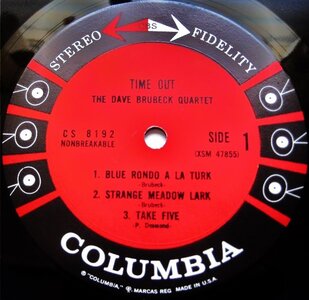 STEREO CBS FIDELITY
TIME OUT
THE DAVE BRUBECK QUARTET
CS 8192
NONBREAKABLE
SIDE 1
(XSM 47855)
1. BLUE RONDO A LA TURK
-Brubeck-
2. STRANGE MEADOW LARK
-Brubeck-
3. TAKE FIVE
-P. Desmond-
COLUMBIA
® "COLUMBIA," MARCAS REG. MADE IN U.S.A.